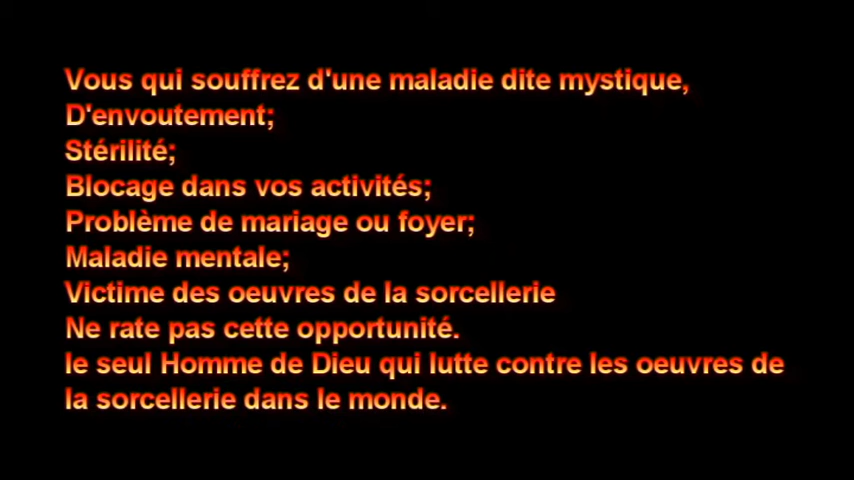 Vous qui souffrez d'une maladie dite mystique,
D'envoutement;
Stérilité;
Blocage dans vos activités;
Problème de mariage ou foyer;
Maladie mentale;
Victime des oeuvres de la sorcellerie
Ne rate pas cette opportunité.
le seul Homme de Dieu qui lutte contre les oeuvres de
la sorcellerie dans le monde.